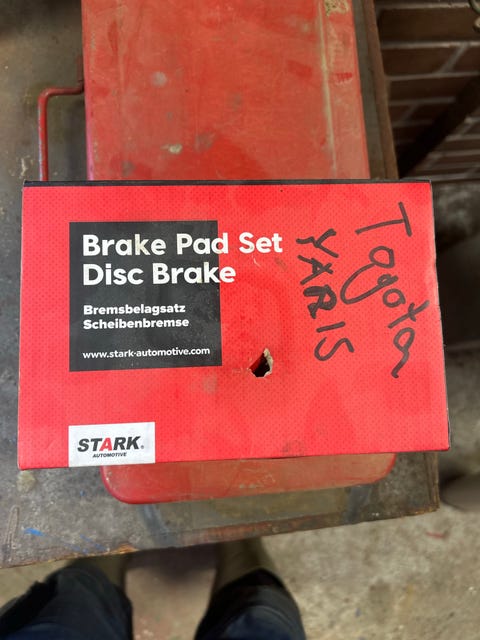 Brake Pad Set
Disc Brake
Bremsbelagsatz
Scheibenbremse
www.stark-automotive.com
STARK®
AUTOMOTIVE
Toyota
YARIS